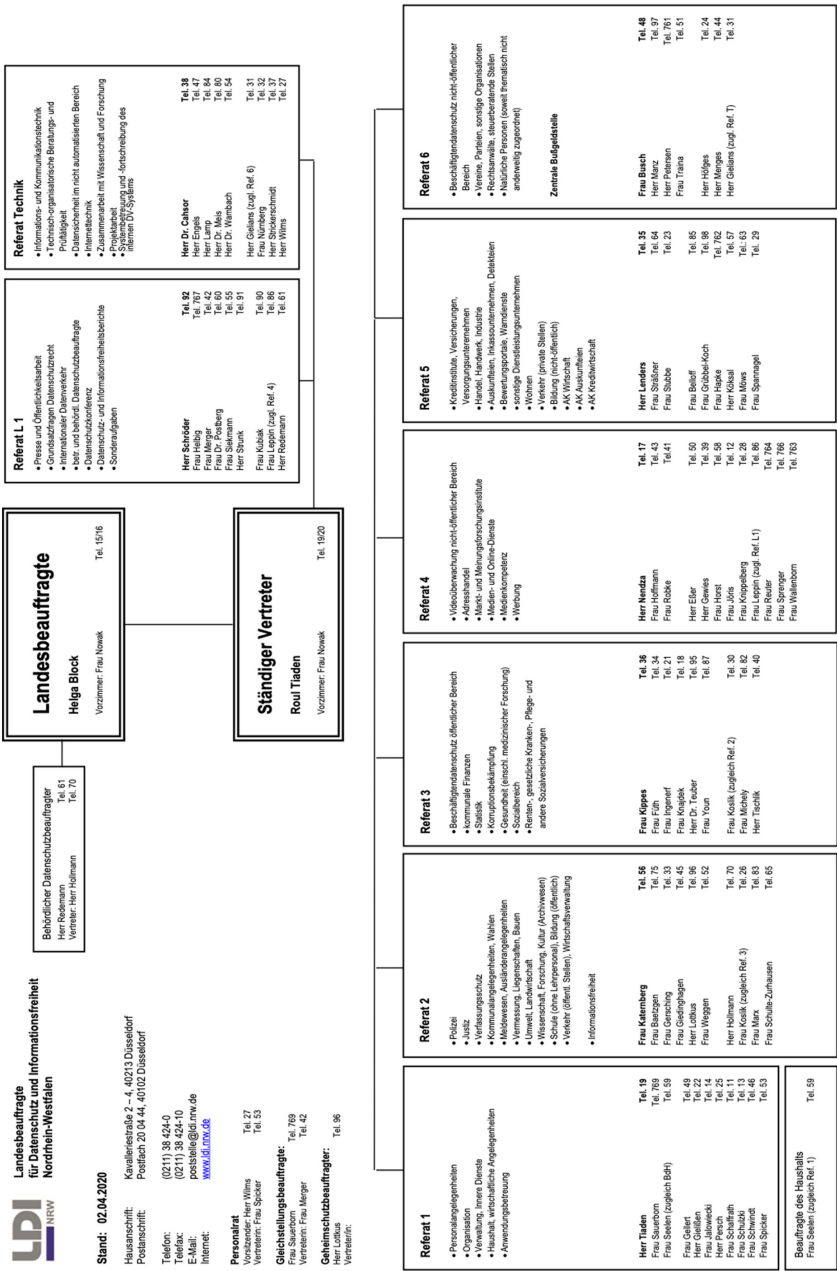 LDI
NRW
Landesbeauftragte
für Datenschutz und Informationsfreiheit
Nordrhein-Westfalen
Stand: 02.04.2020
Hausanschrift: Kavalleriestraße 2 – 4, 40213 Düsseldorf
Postanschrift: Postfach 20 04 44, 40102 Düsseldorf
Telefon: (0211) 38 424-0
Telefax: (0211) 38 424-10
E-Mail: poststelle@ldi.nrw.de
Internet: www.ldi.nrw.de
Personalrat
Vorsitzender: Herr Wilms Tel. 27
Vertreterin: Frau Spicker Tel. 53
Gleichstellungsbeauftragte:
Frau Sauerborn Tel. 769
Vertreterin: Frau Merger Tel. 42
Geheimschutzbeauftragter:
Herr Lottkus Tel. 96
Vertreter/in:
Behördlicher Datenschutzbeauftragter
Herr Redemann Tel. 61
Vertreter: Herr Hollmann Tel. 70
Landesbeauftragte
Helga Block
Vorzimmer: Frau Nowak Tel. 15/16
Ständiger Vertreter
Roul Tiaden
Vorzimmer: Frau Nowak Tel. 19/20
Referat L 1
• Presse und Öffentlichkeitsarbeit
• Grundsatzfragen Datenschutzrecht
• Internationaler Datenverkehr
• betr. und behördl. Datenschutzbeauftragte
• Datenschutzkonferenz
• Datenschutz- und Informationsfreiheitsberichte
• Sonderaufgaben
Herr Schröder Tel. 92
Frau Helbig Tel. 767
Frau Merger Tel. 42
Frau Dr. Postberg Tel. 60
Frau Siekmann Tel. 55
Herr Strunk Tel. 91
Frau Kubiak Tel. 90
Frau Leppin (zugl. Ref. 4) Tel. 86
Herr Redemann Tel. 61
Referat Technik
• Informations- und Kommunikationstechnik
• Technisch-organisatorische Beratungs- und
Prüftätigkeit
• Datensicherheit im nicht automatisierten Bereich
• Internettechnik
• Zusammenarbeit mit Wissenschaft und Forschung
• Projektarbeit
• Systembetreuung und -fortschreibung des
internen DV-Systems
Herr Dr. Cahsor Tel. 38
Herr Engels Tel. 47
Herr Lamp Tel. 84
Herr Dr. Meis Tel. 80
Herr Dr. Wambach Tel. 54
Herr Gielians (zugl. Ref. 6) Tel. 31
Frau Nürnberg Tel. 32
Herr Strickerschmidt Tel. 37
Herr Wilms Tel. 27
Referat 1
• Personalangelegenheiten
• Organisation
• Verwaltung, Innere Dienste
• Haushalt, wirtschaftliche Angelegenheiten
• Anwendungsbetreuung
Herr Tiaden Tel. 19
Frau Sauerborn Tel. 769
Frau Seelen (zugleich BdH) Tel. 59
Frau Gellert Tel. 49
Herr Geilißen Tel. 22
Frau Jalowiecki Tel. 14
Herr Persch Tel. 25
Frau Schaffrath Tel. 11
Frau Schulzki Tel. 13
Frau Schwindt Tel. 46
Frau Spicker Tel. 53
Beauftragte des Haushalts
Frau Seelen (zugleich Ref. 1) Tel. 59
Referat 2
• Polizei
• Justiz
• Verfassungsschutz
• Kommunalangelegenheiten, Wahlen
• Meldewesen, Ausländerangelegenheiten
• Vermessung, Liegenschaften, Bauen
• Umwelt, Landwirtschaft
• Wissenschaft, Forschung, Kultur (Archivwesen)
• Schule (ohne Lehrpersonal), Bildung (öffentlich)
• Verkehr (öffentl. Stellen), Wirtschaftsverwaltung
• Informationsfreiheit
Frau Katernberg Tel. 56
Frau Baetzgen Tel. 75
Frau Gersching Tel. 33
Frau Giedinghagen Tel. 45
Herr Lottkus Tel. 96
Frau Weggen Tel. 52
Herr Hollmann Tel. 70
Frau Koslik (zugleich Ref. 3) Tel. 26
Frau Marx Tel. 83
Frau Schulte-Zurhausen Tel. 65
Referat 3
• Beschäftigtendatenschutz öffentlicher Bereich
• kommunale Finanzen
• Statistik
• Korruptionsbekämpfung
• Gesundheit (einschl. medizinischer Forschung)
• Sozialbereich
• Renten-, gesetzliche Kranken-, Pflege- und
andere Sozialversicherungen
Frau Kippes Tel. 36
Frau Füth Tel. 34
Frau Ingenerf Tel. 21
Frau Knajdek Tel. 18
Herr Dr. Teuber Tel. 95
Frau Youn Tel. 87
Frau Koslik (zugleich Ref. 2) Tel. 30
Frau Michely Tel. 82
Herr Tischlik Tel. 40
Referat 4
• Videoüberwachung nicht-öffentlicher Bereich
• Adresshandel
• Markt- und Meinungsforschungsinstitute
• Medien- und Online-Dienste
• Medienkompetenz
• Werbung
Herr Nendza Tel. 17
Frau Hoffmann Tel. 43
Frau Robke Tel.41
Herr Eßer Tel. 50
Herr Gewies Tel. 39
Frau Horst Tel. 58
Frau Jöris Tel. 12
Frau Knippelberg Tel. 28
Frau Leppin (zugl. Ref. L1) Tel. 86
Frau Reuter Tel. 764
Frau Sprenger Tel. 766
Frau Wallenborn Tel. 763
Referat 5
• Kreditinstitute, Versicherungen,
Versorgungsunterernehmen
• Handel, Handwerk, Industrie
• Auskunfteien, Inkassounternehmen, Detekteien
• Bewertungsportale, Warndienste
• sonstige Dienstleistungsunternehmen
• Wohnen
• Verkehr (private Stellen)
• Bildung (nicht-öffentlich)
• AK Wirtschaft
• AK Auskunfteien
• AK Kreditwirtschaft
Herr Lenders Tel. 35
Frau Sträßner Tel. 64
Frau Stubbe Tel. 23
Frau Belloff Tel. 85
Frau Grübbel-Koch Tel. 98
Frau Hapke Tel. 762
Herr Köksal Tel. 57
Frau Möws Tel.: 63
Frau Spannagel Tel. 29
Referat 6
• Beschäftigtendatenschutz nicht-öffentlicher
Bereich
• Vereine, Parteien, sonstige Organisationen
• Rechtsanwälte, steuerberatende Stellen
• Natürliche Personen (soweit thematisch nicht
anderweitig zugeordnet)
Zentrale Bußgeldstelle
Frau Busch Tel. 48
Herr Manz Tel. 97
Herr Petersen Tel. 761
Frau Traina Tel. 51
Herr Höfges Tel. 24
Herr Menges Tel. 44
Herr Gielians (zugl. Ref. T) Tel. 31